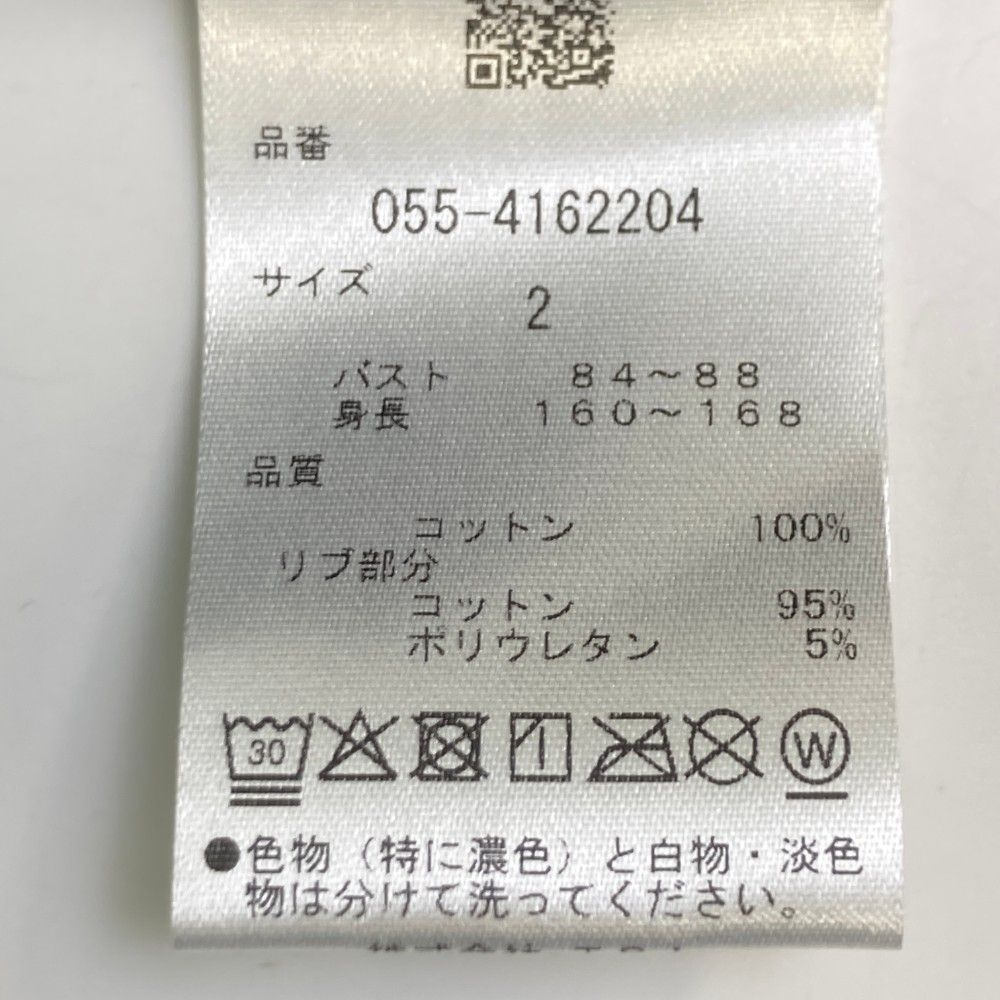 品番
055-4162204
サイズ
2
バスト 84～88
身長 160～168
品質
コットン 100%
リブ部分
コットン 95%
ポリウレタン 5%
30 W
●色物（特に濃色）と白物・淡色
物は分けて洗ってください。